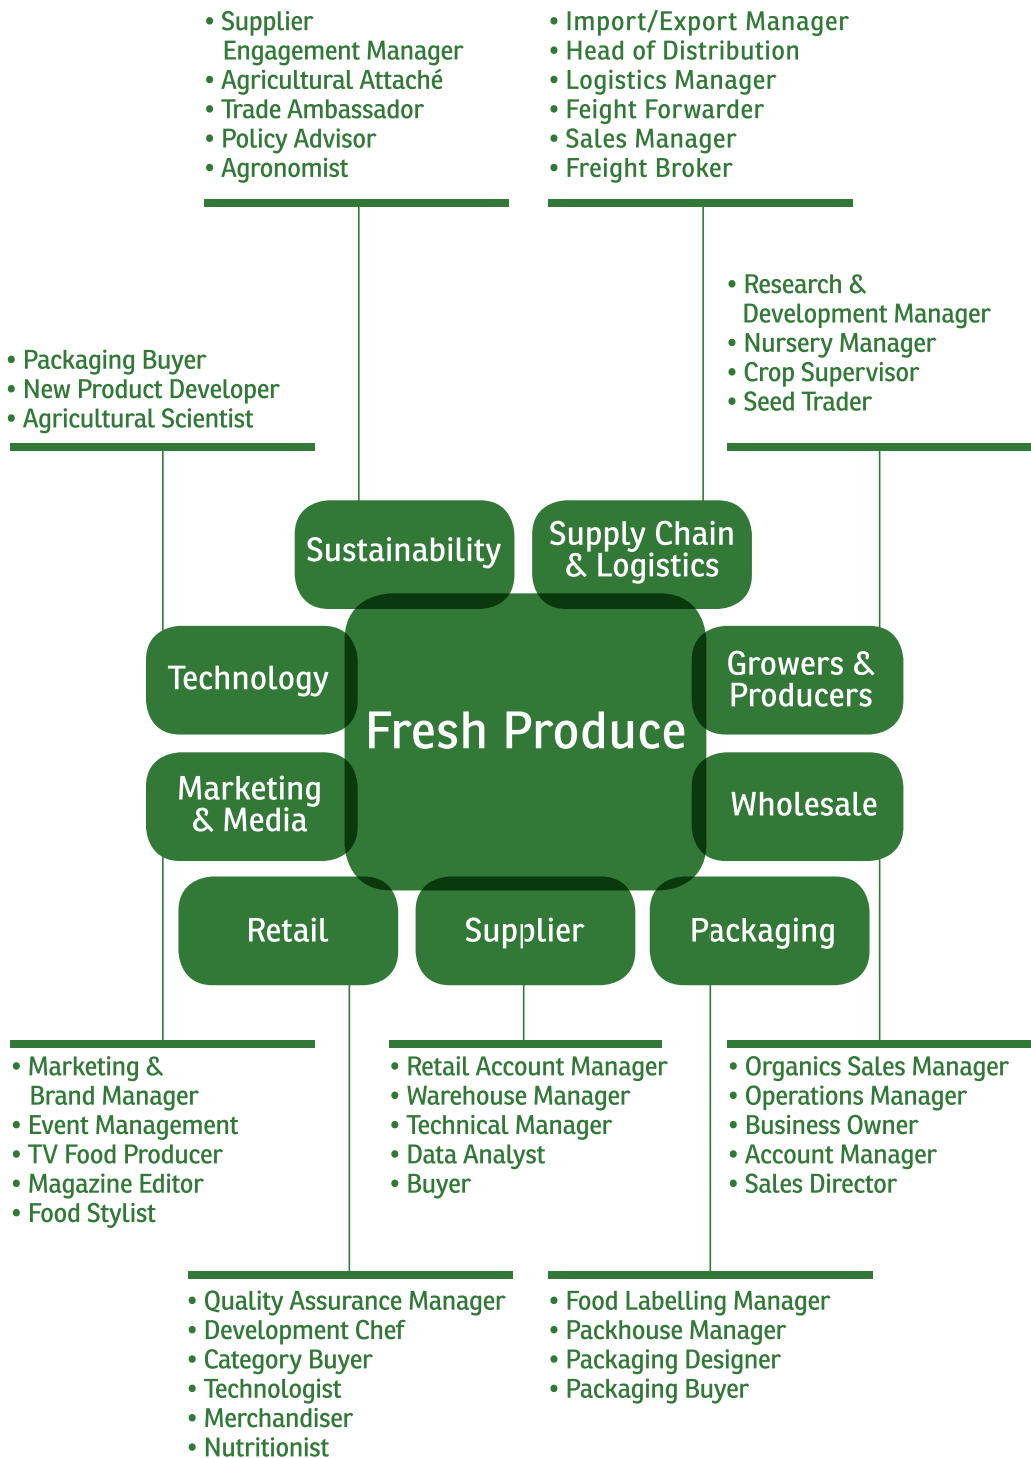 • Supplier
Engagement Manager
• Agricultural Attaché
• Trade Ambassador
• Policy Advisor
• Agronomist
• Import/Export Manager
• Head of Distribution
• Logistics Manager
• Feight Forwarder
• Sales Manager
• Freight Broker
• Research &
Development Manager
• Nursery Manager
• Crop Supervisor
• Seed Trader
• Packaging Buyer
• New Product Developer
• Agricultural Scientist
Sustainability
Supply Chain
& Logistics
Technology
Growers &
Producers
Fresh Produce
Marketing
& Media
Wholesale
Retail
Supplier
Packaging
• Marketing &
Brand Manager
• Event Management
• TV Food Producer
• Magazine Editor
• Food Stylist
• Retail Account Manager
• Warehouse Manager
• Technical Manager
• Data Analyst
• Buyer
• Organics Sales Manager
• Operations Manager
• Business Owner
• Account Manager
• Sales Director
• Quality Assurance Manager
• Development Chef
• Category Buyer
• Technologist
• Merchandiser
• Nutritionist
• Food Labelling Manager
• Packhouse Manager
• Packaging Designer
• Packaging Buyer